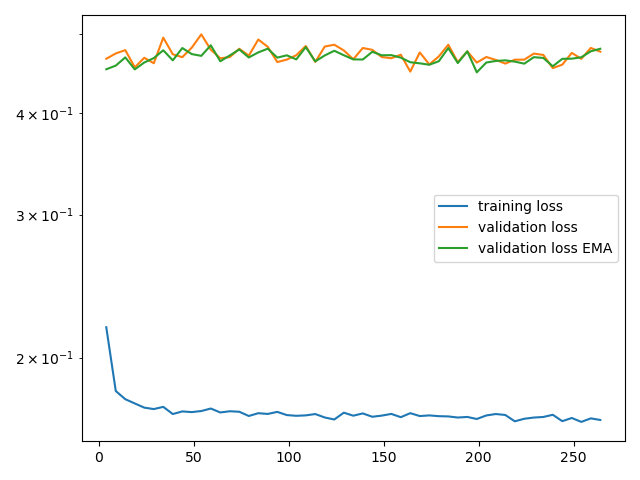 4 × 10⁻¹
3 × 10⁻¹
2 × 10⁻¹
training loss
validation loss
validation loss EMA
0 50 100 150 200 250